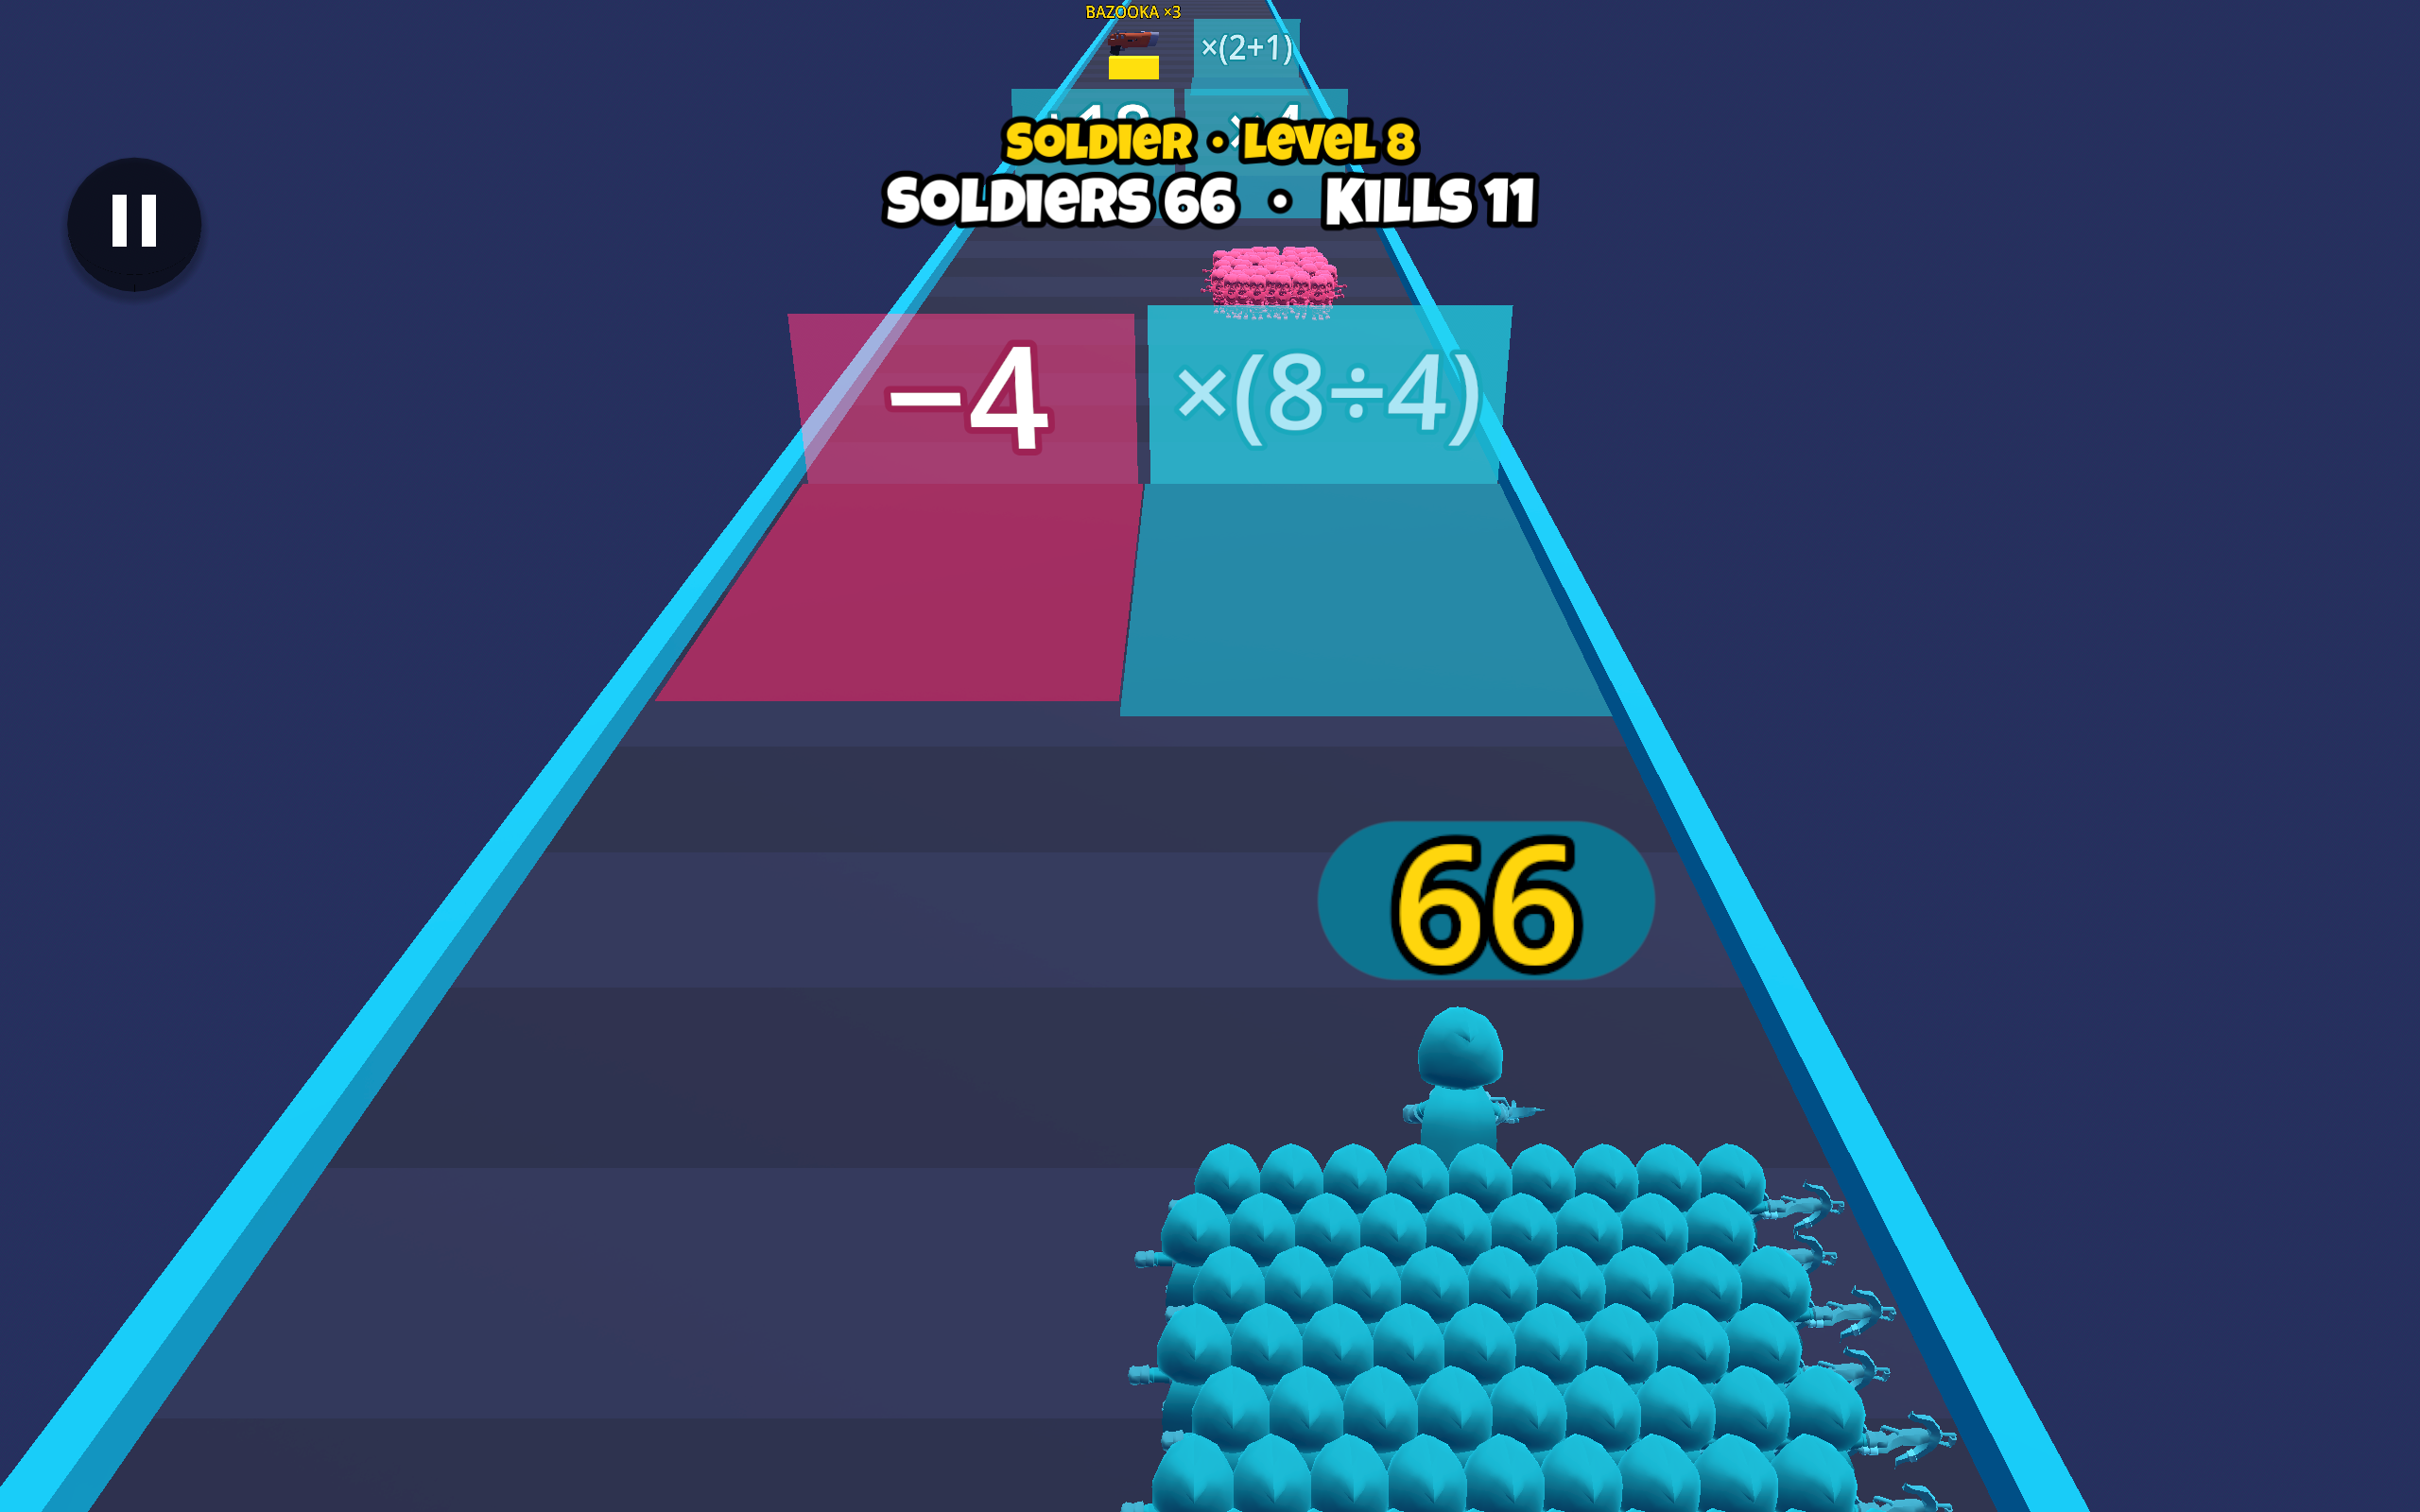 BAZOOKA ×3
×(2+1)
SOLDIER • LEVEL 8
SOLDIERS 66 • KILLS 11
−4
×(8÷4)
66